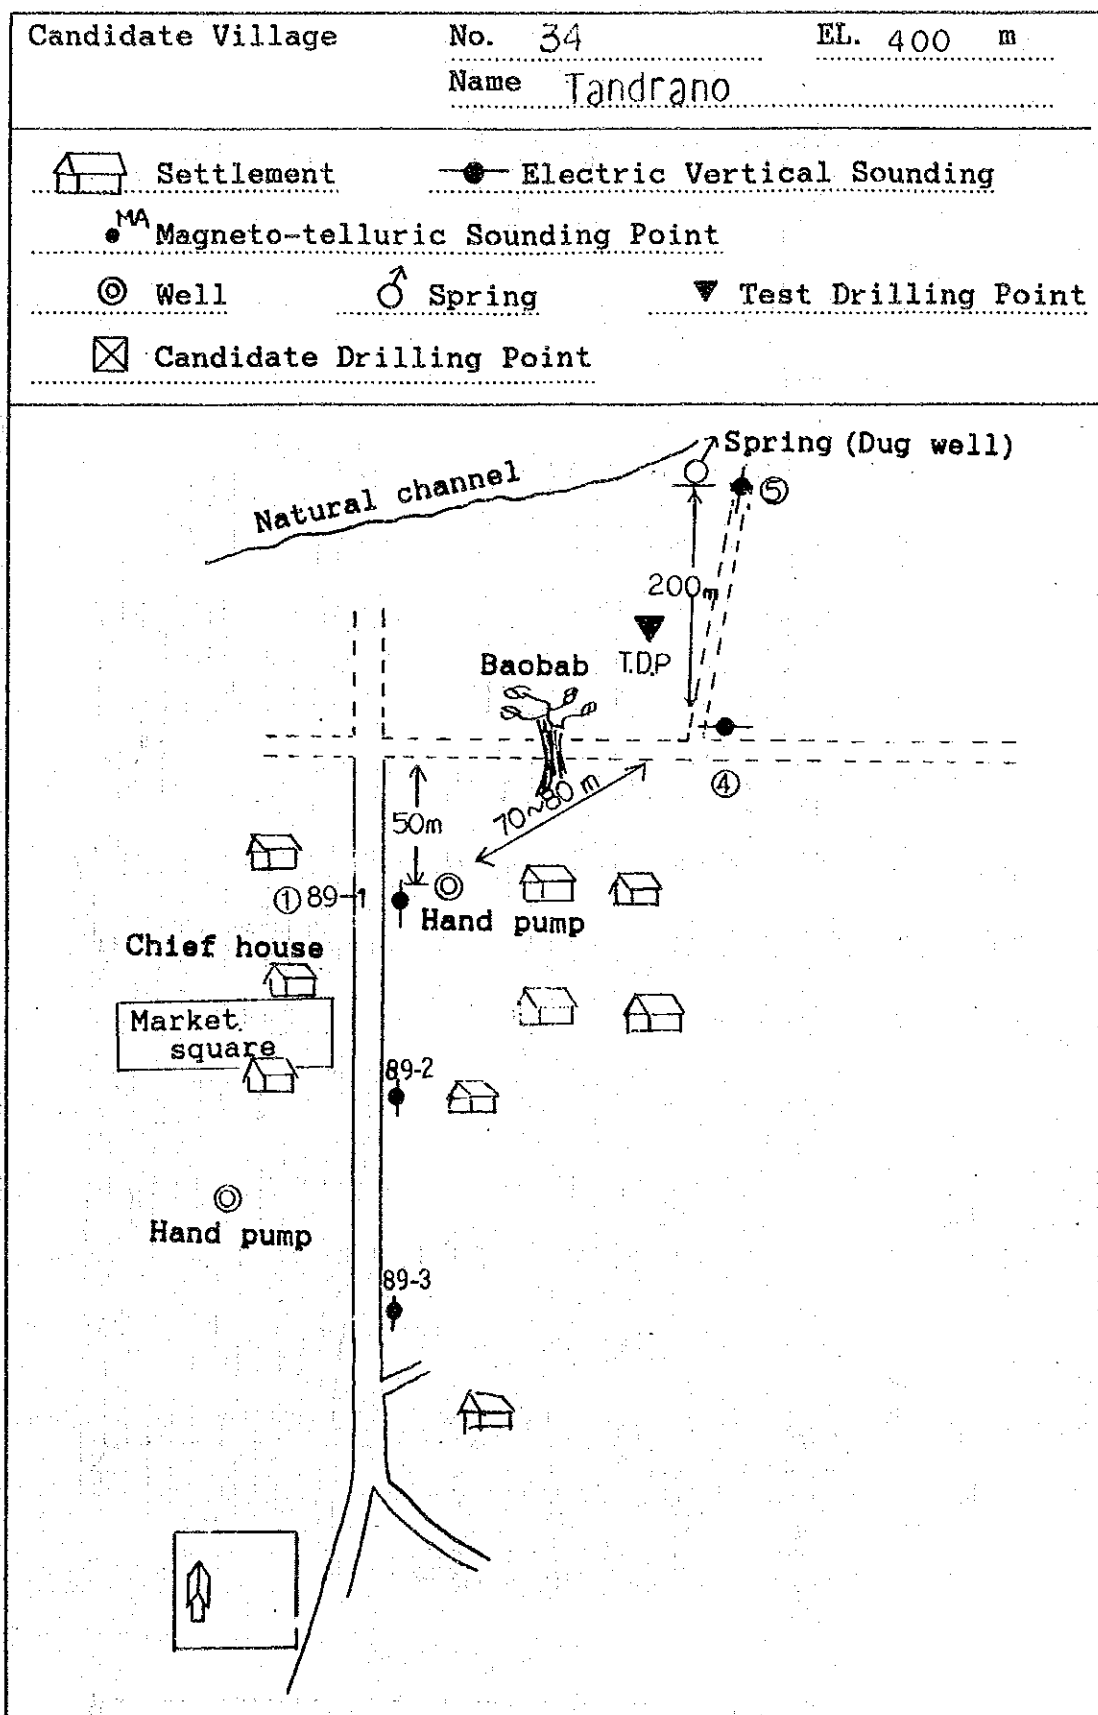 Candidate Village No. 34 EL. 400 m
Name Tandrano
Settlement Electric Vertical Sounding
MA Magneto-telluric Sounding Point
Well Spring Test Drilling Point
Candidate Drilling Point
Spring (Dug well)
Natural channel
⑤
200m
Baobab
T.D.P
④
70~80 m
50m
① 89-1
Hand pump
Chief house
Market
square
89-2
Hand pump
89-3